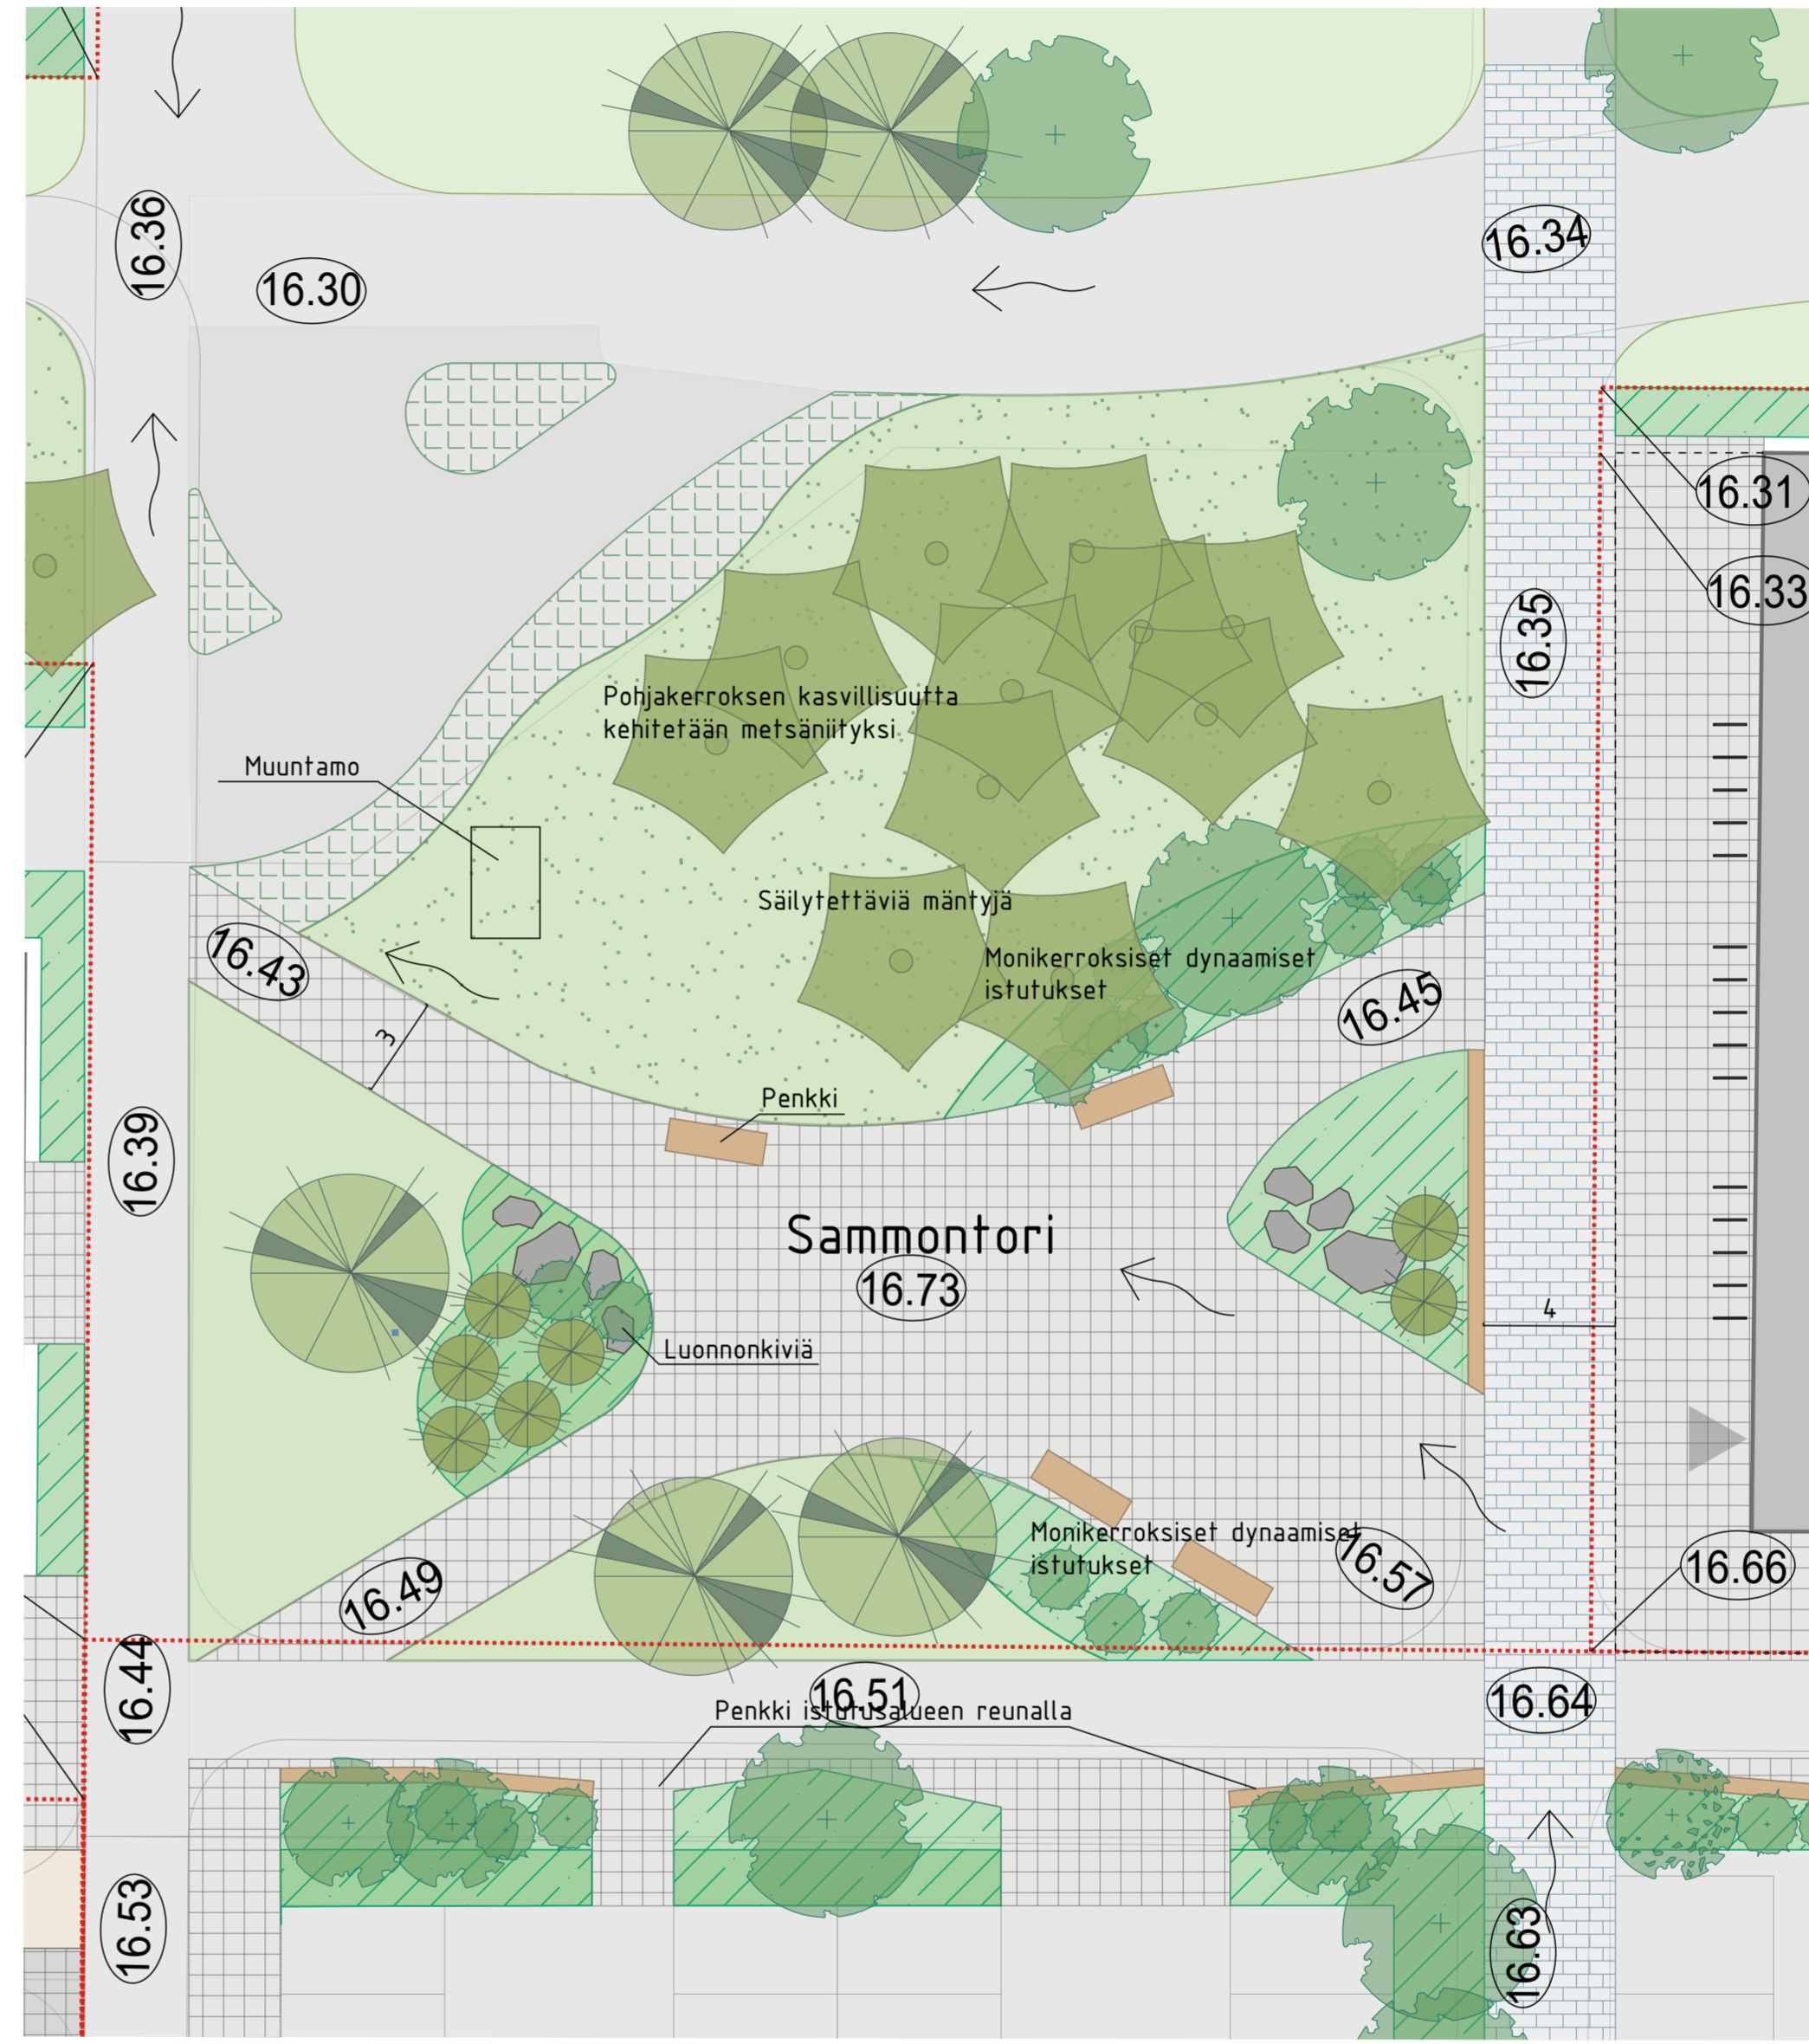 16.36
16.30
16.34
16.31
16.33
16.35
Pohjakerroksen kasvillisuutta
kehitetään metsäniityksi
Muuntamo
Säilytettäviä mäntyjä
Monikerroksiset dynaamiset
istutukset
16.43
16.45
3
Penkki
16.39
Sammontori
16.73
4
Luonnonkiviä
Monikerroksiset dynaamiset
istutukset
16.57
16.66
16.49
16.44
16.51
16.64
Penkki istutusalueen reunalla
16.53
16.63